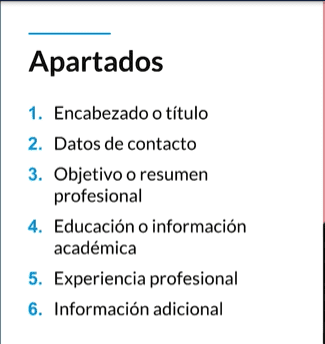 Apartados
1. Encabezado o título
2. Datos de contacto
3. Objetivo o resumen
profesional
4. Educación o información
académica
5. Experiencia profesional
6. Información adicional